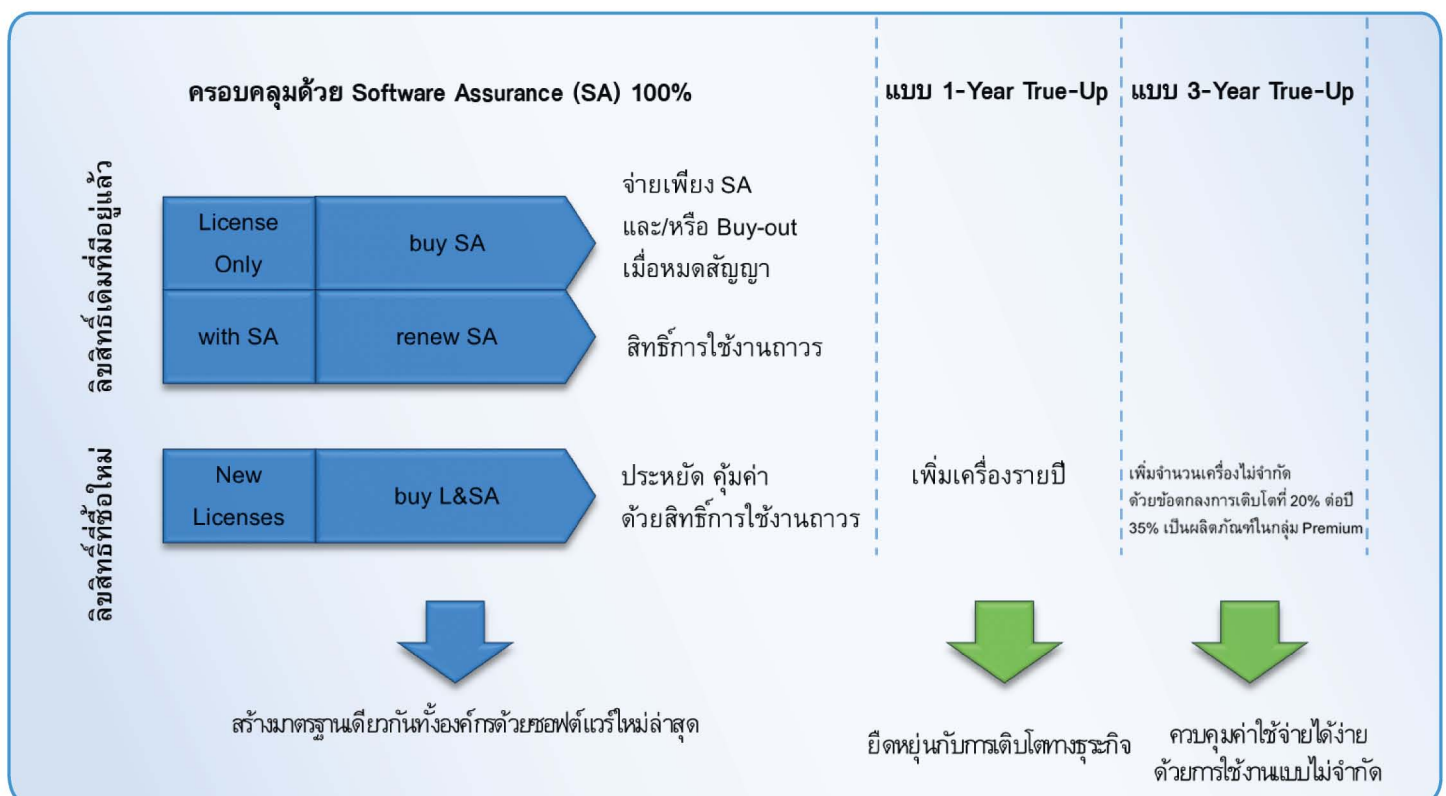 ครอบคลุมด้วย Software Assurance (SA) 100%
แบบ 1-Year True-Up
แบบ 3-Year True-Up
ลิขสิทธิ์เดิมที่มีอยู่แล้ว
License
Only
buy SA
จ่ายเพียง SA
และ/หรือ Buy-out
เมื่อหมดสัญญา
with SA
renew SA
สิทธิ์การใช้งานถาวร
ลิขสิทธิ์ที่ซื้อใหม่
New
Licenses
buy L&SA
ประหยัด คุ้มค่า
ด้วยสิทธิ์การใช้งานถาวร
เพิ่มเครื่องรายปี
เพิ่มจำนวนเครื่องไม่จำกัด
ด้วยข้อตกลงการเติบโตที่ 20% ต่อปี
35% เป็นผลิตภัณฑ์ในกลุ่ม Premium
สร้างมาตรฐานเดียวกันทั้งองค์กรด้วยซอฟต์แวร์ใหม่ล่าสุด
ยืดหยุ่นกับการเติบโตทางธุรกิจ
ควบคุมค่าใช้จ่ายได้ง่าย
ด้วยการใช้งานแบบไม่จำกัด